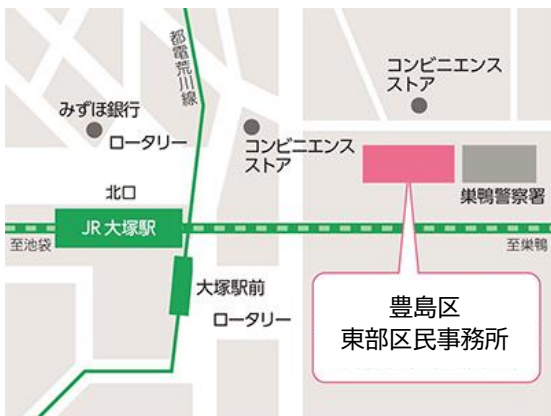 都電荒川線
コンビニエンス
ストア
みずほ銀行
ロータリー
コンビニエンス
ストア
北口
巣鴨警察署
JR 大塚駅
至池袋
至巣鴨
大塚駅前
ロータリー
豊島区
東部区民事務所